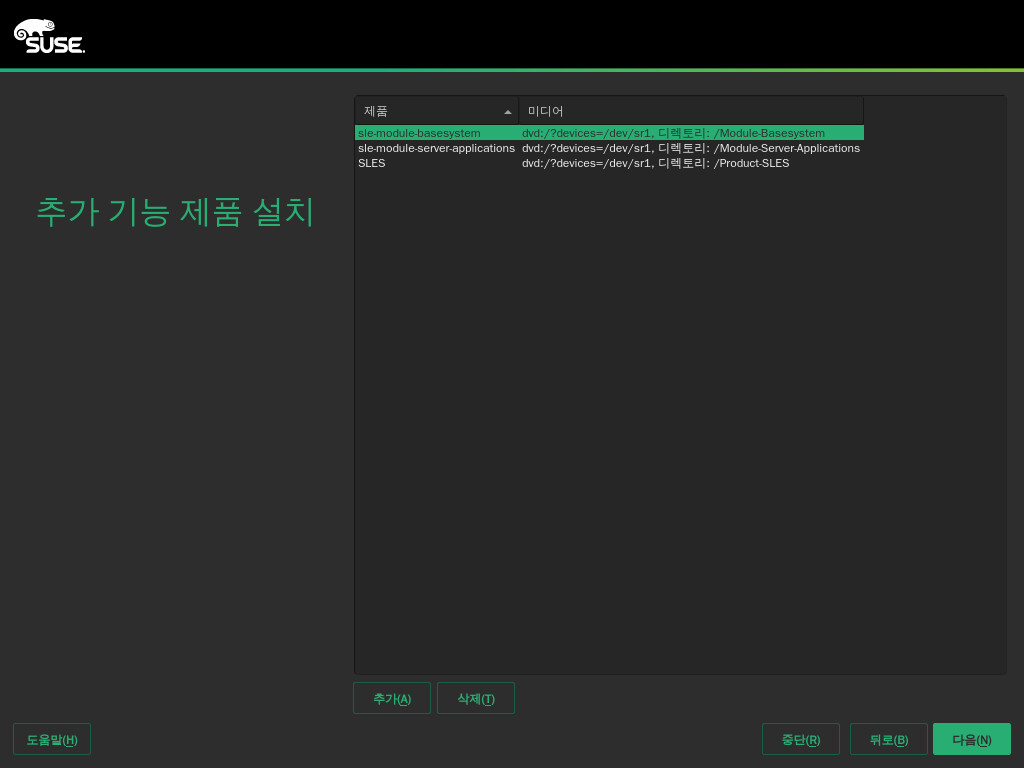 SUSE.
제품 미디어
sle-module-basesystem dvd:/?devices=/dev/sr1, 디렉토리: /Module-Basesystem
sle-module-server-applications dvd:/?devices=/dev/sr1, 디렉토리: /Module-Server-Applications
SLES dvd:/?devices=/dev/sr1, 디렉토리: /Product-SLES
추가 기능 제품 설치
추가(A) 삭제(T)
도움말(H) 중단(R) 뒤로(B) 다음(N)